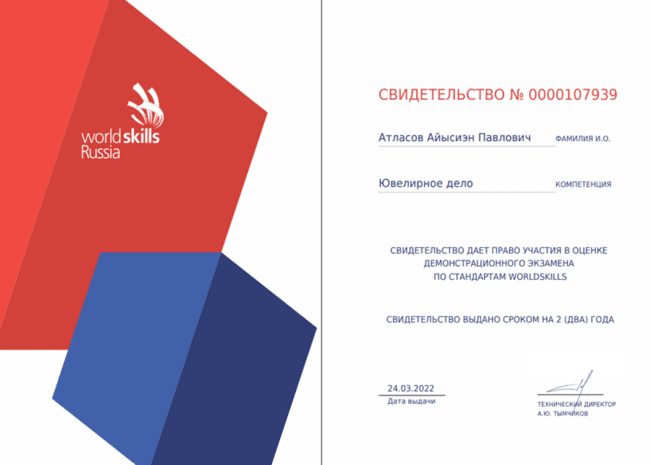 worldskills
Russia
СВИДЕТЕЛЬСТВО № 0000107939
Атласов Айысиэн Павлович ФАМИЛИЯ И.О.
Ювелирное дело КОМПЕТЕНЦИЯ
СВИДЕТЕЛЬСТВО ДАЕТ ПРАВО УЧАСТИЯ В ОЦЕНКЕ
ДЕМОНСТРАЦИОННОГО ЭКЗАМЕНА
ПО СТАНДАРТАМ WORLDSKILLS
СВИДЕТЕЛЬСТВО ВЫДАНО СРОКОМ НА 2 (ДВА) ГОДА
24.03.2022
Дата выдачи
ТЕХНИЧЕСКИЙ ДИРЕКТОР
А.Ю. ТЫМЧИКОВ